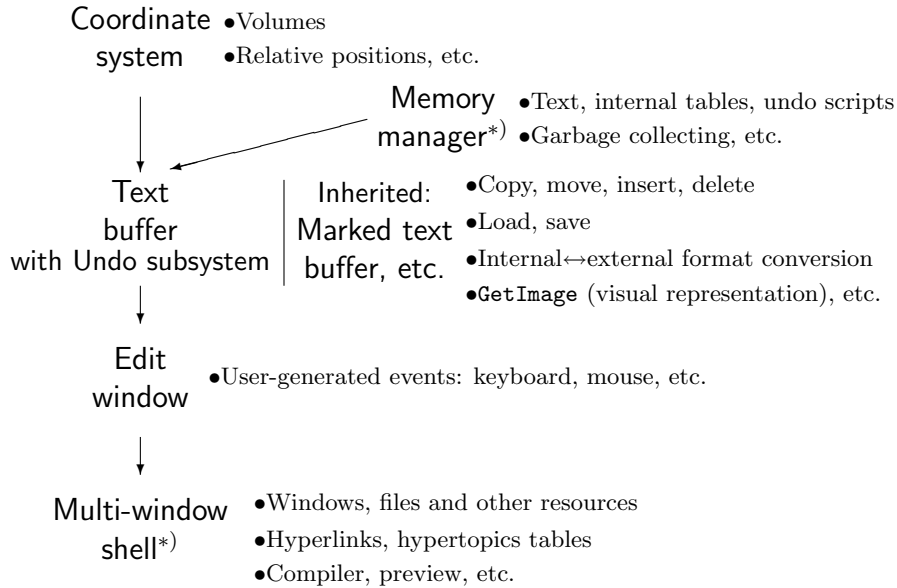 Coordinate
system
•Volumes
•Relative positions, etc.
Memory
manager*)
•Text, internal tables, undo scripts
•Garbage collecting, etc.
Text
buffer
with Undo subsystem
Inherited:
Marked text
buffer, etc.
•Copy, move, insert, delete
•Load, save
•Internal↔external format conversion
•GetImage (visual representation), etc.
Edit
window
•User-generated events: keyboard, mouse, etc.
Multi-window
shell*)
•Windows, files and other resources
•Hyperlinks, hypertopics tables
•Compiler, preview, etc.